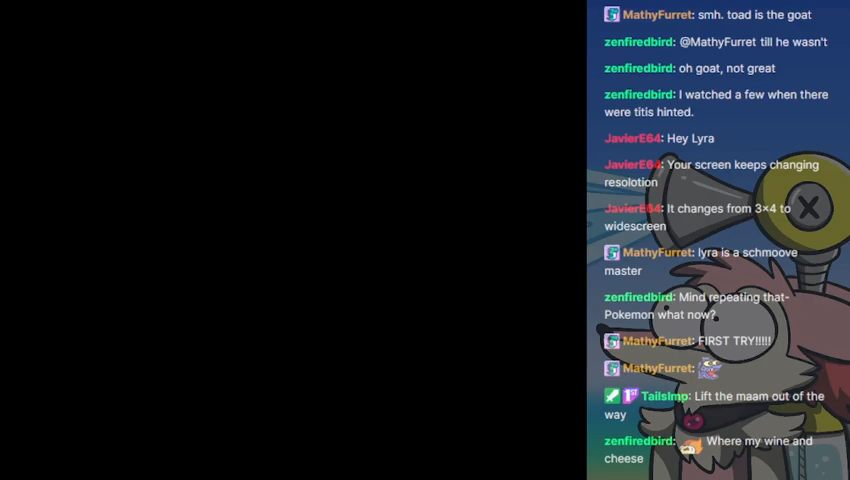 MathyFurret: smh. toad is the goat
zenfiredbird: @MathyFurret till he wasn't
zenfiredbird: oh goat, not great
zenfiredbird: I watched a few when there
were titis hinted.
JavierE64: Hey Lyra
JavierE64: Your screen keeps changing
resolotion
JavierE64: It changes from 3×4 to
widescreen
MathyFurret: lyra is a schmoove
master
zenfiredbird: Mind repeating that-
Pokemon what now?
MathyFurret: FIRST TRY!!!!!
MathyFurret:
1ST TailsImp: Lift the maam out of the
way
zenfiredbird: Where my wine and
cheese